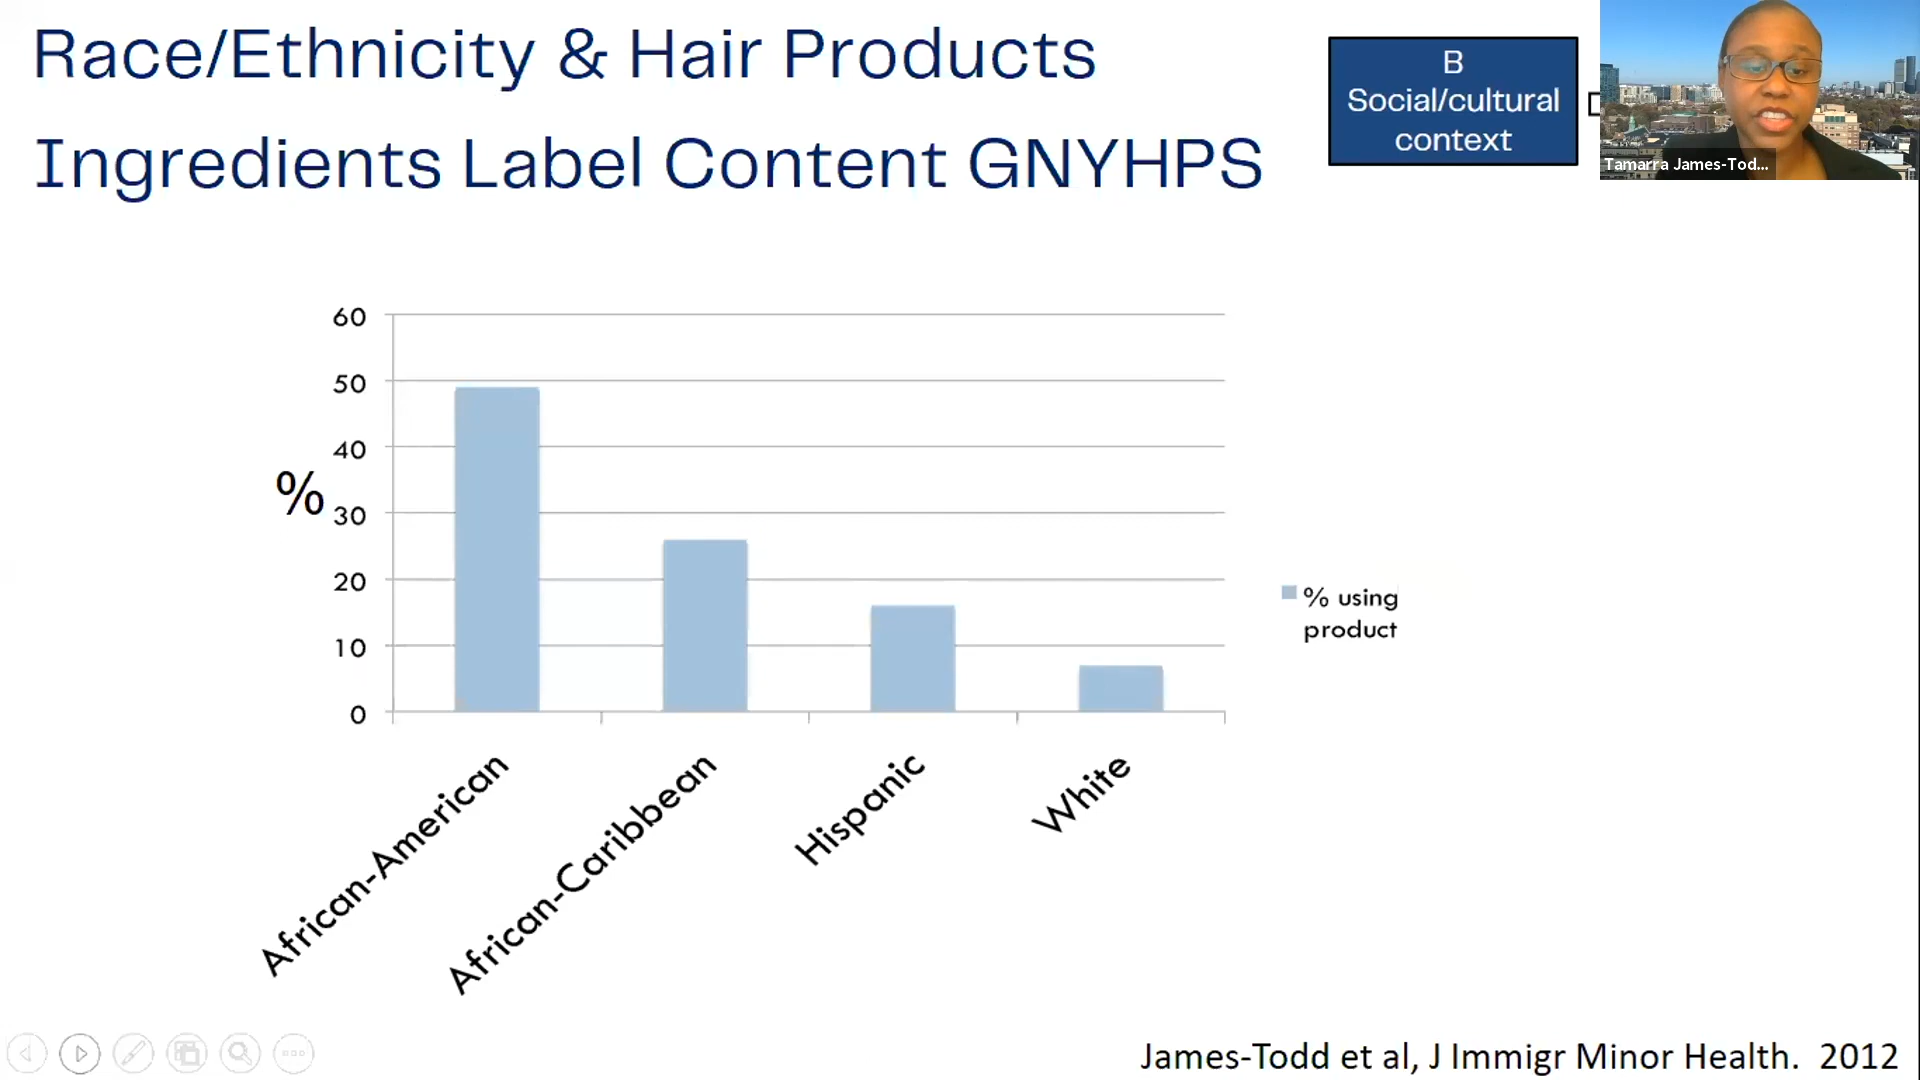 Race/Ethnicity & Hair Products
Ingredients Label Content GNYHPS
B
Social/cultural
context
Tamarra James-Tod...
60
50
40
30
20
10
0
%
African-American
African-Caribbean
Hispanic
White
% using
product
James-Todd et al, J Immigr Minor Health.  2012